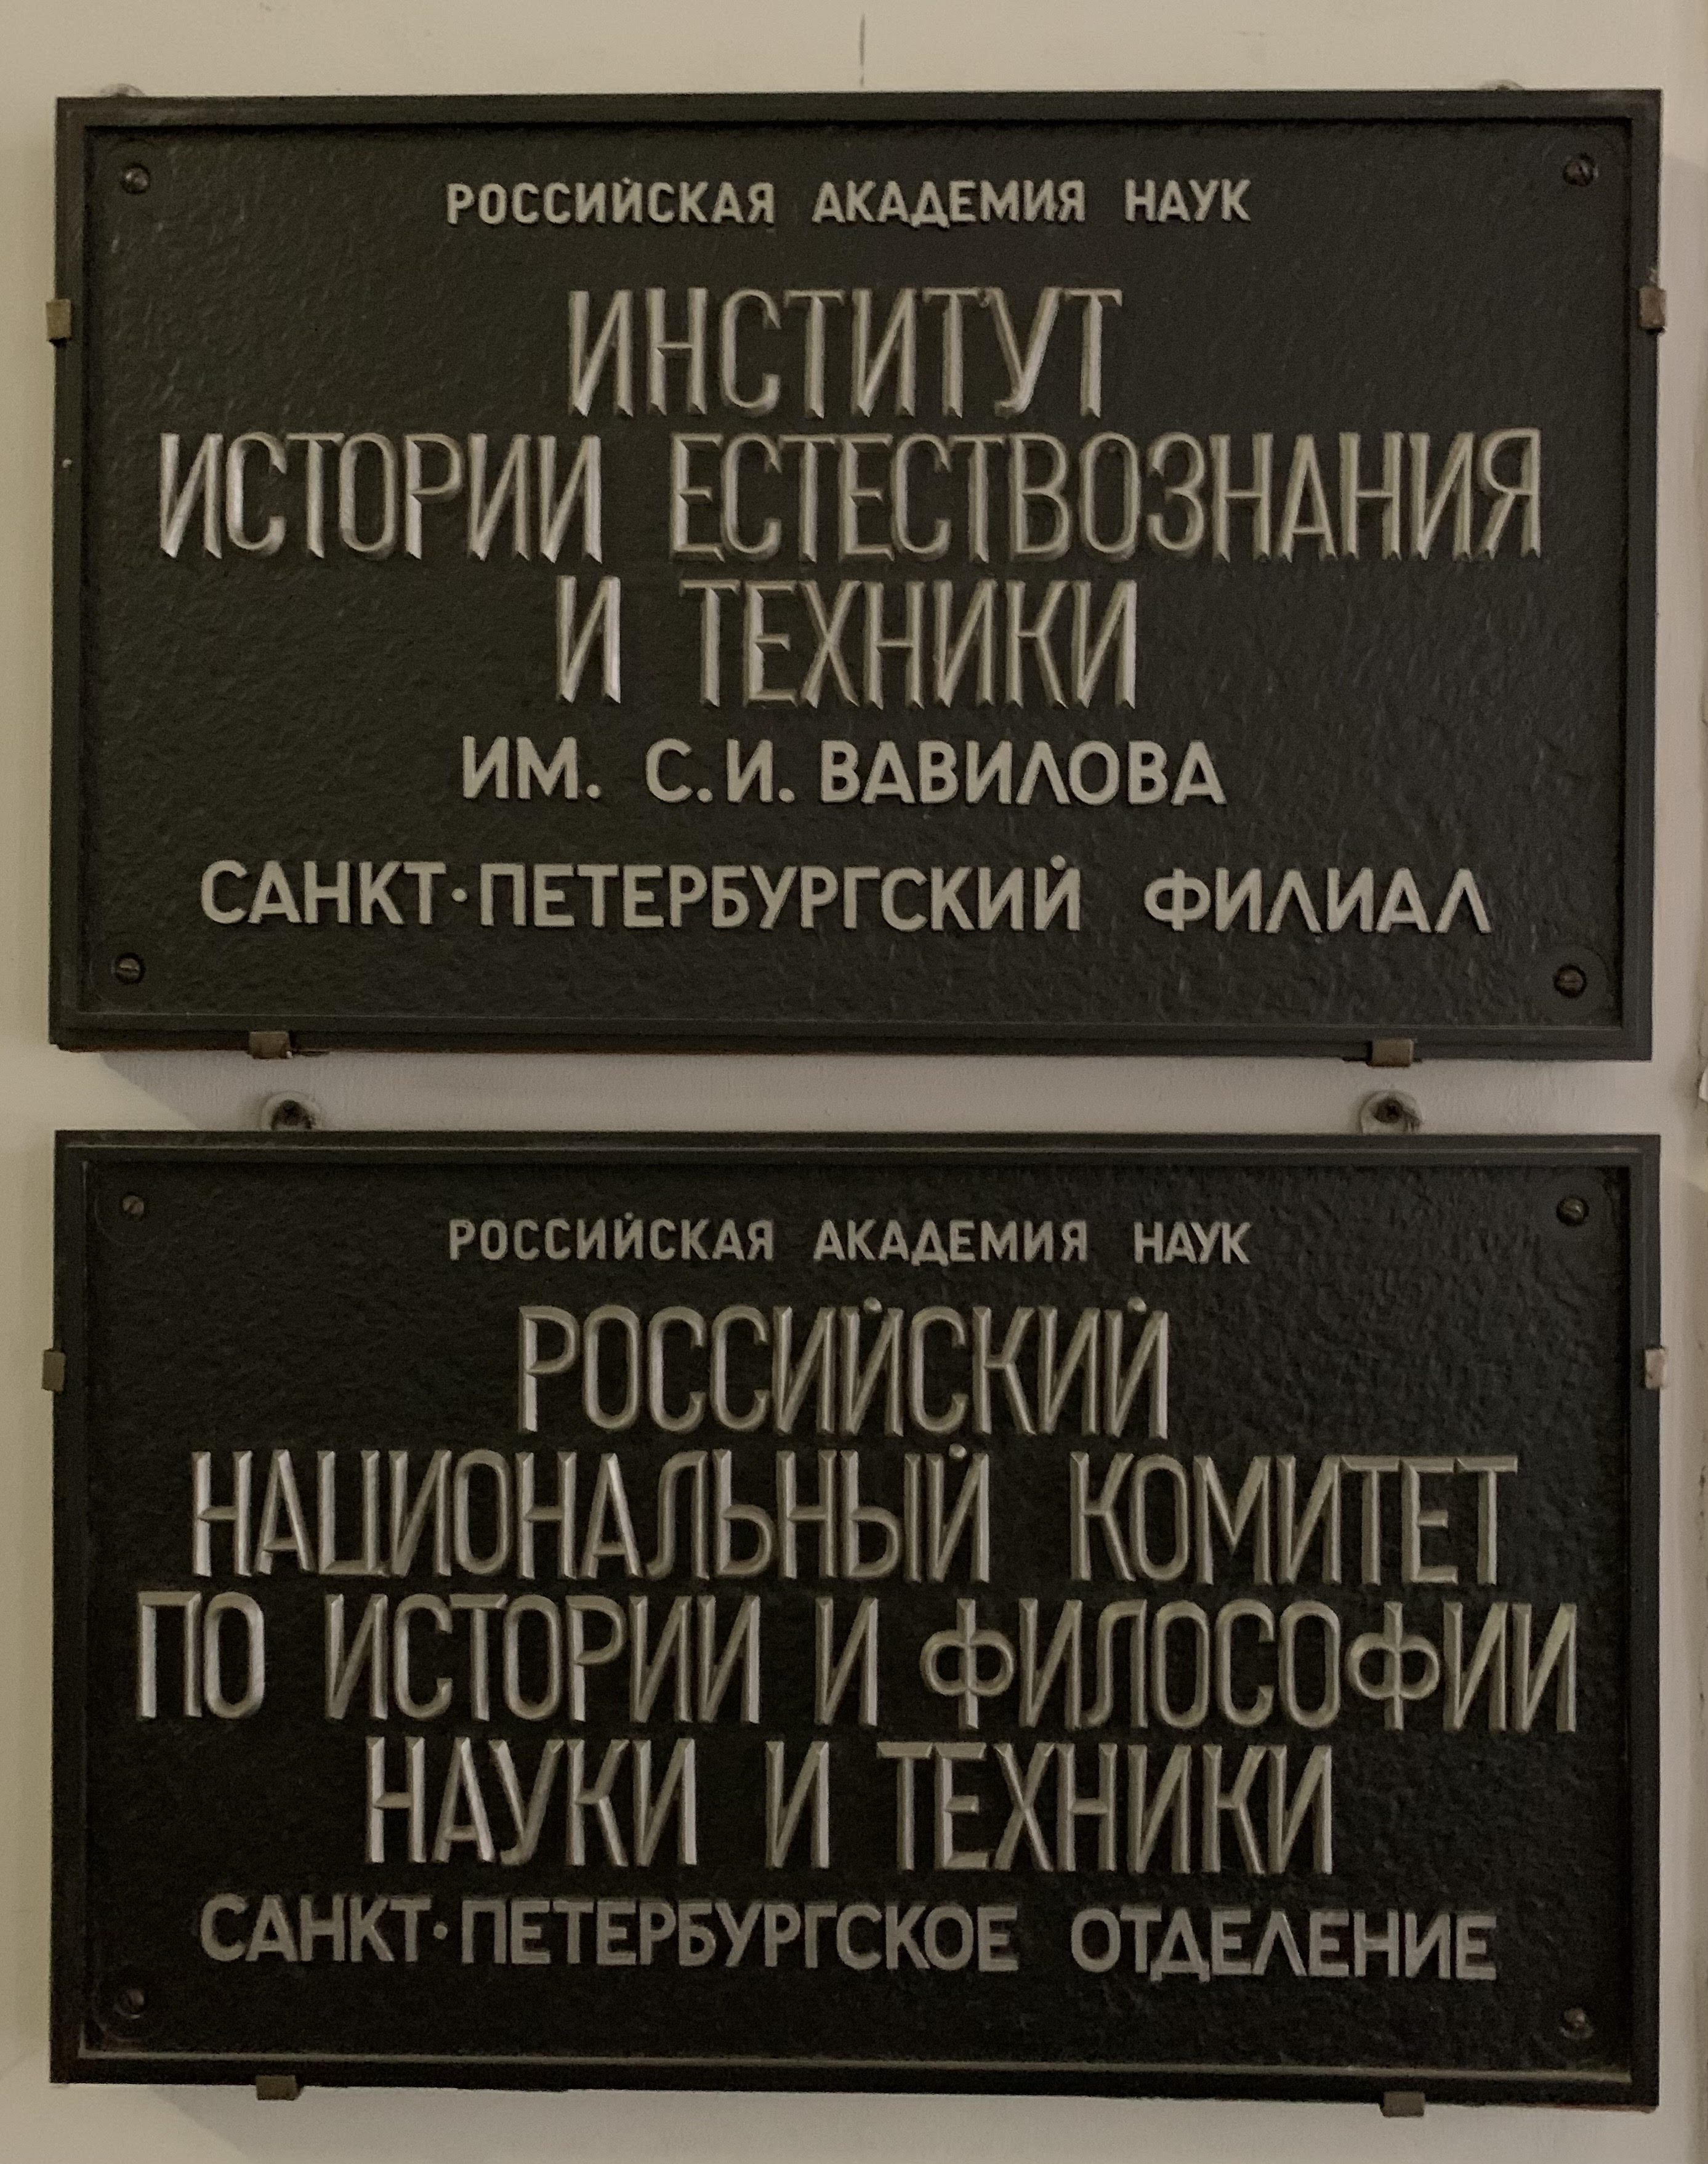 РОССИЙСКАЯ АКАДЕМИЯ НАУК
ИНСТИТУТ
ИСТОРИИ ЕСТЕСТВОЗНАНИЯ
И ТЕХНИКИ
ИМ. С.И. ВАВИЛОВА
САНКТ-ПЕТЕРБУРГСКИЙ ФИЛИАЛ
РОССИЙСКАЯ АКАДЕМИЯ НАУК
РОССИЙСКИЙ
НАЦИОНАЛЬНЫЙ КОМИТЕТ
ПО ИСТОРИИ И ФИЛОСОФИИ
НАУКИ И ТЕХНИКИ
САНКТ-ПЕТЕРБУРГСКОЕ ОТДЕЛЕНИЕ